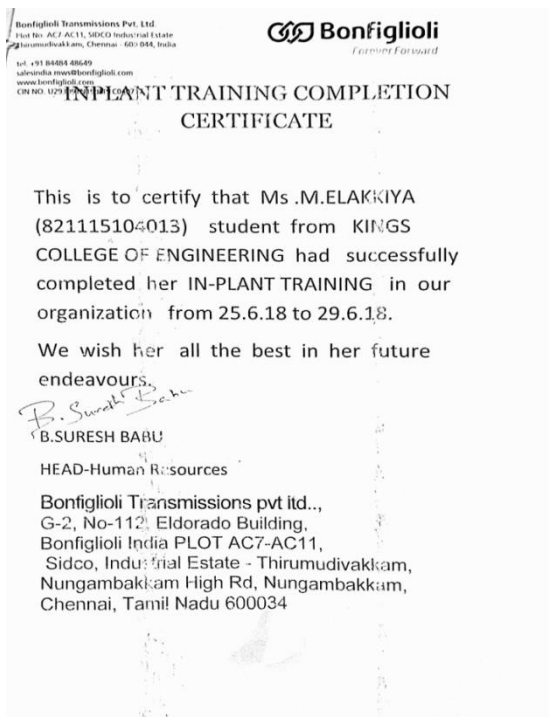 Bonfiglioli Transmissions Pvt. Ltd.
Plot No. AC7-AC11, SIDCO Industrial Estate
Thirumudivakkam, Chennai - 600 044, India
tel. +91 84484 48649
salesindia.mws@bonfiglioli.com
www.bonfiglioli.com
CIN NO.
Bonfiglioli
Forever Forward
INPLANT TRAINING COMPLETION
CERTIFICATE
This is to certify that Ms .M.ELAKKIYA
(821115104013) student from KINGS
COLLEGE OF ENGINEERING had successfully
completed her IN-PLANT TRAINING in our
organization from 25.6.18 to 29.6.18.
We wish her all the best in her future
endeavours.
B. Suresh Babu
B.SURESH BABU
HEAD-Human Resources
Bonfiglioli Transmissions pvt ltd..,
G-2, No-112, Eldorado Building,
Bonfiglioli India PLOT AC7-AC11,
Sidco, Industrial Estate - Thirumudivakkam,
Nungambakkam High Rd, Nungambakkam,
Chennai, Tamil Nadu 600034